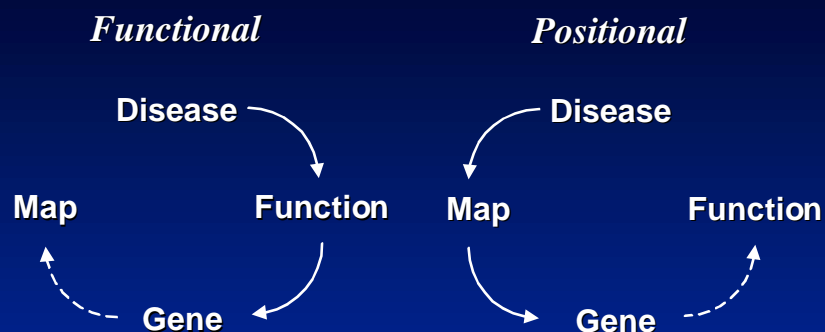 Functional
Positional
Disease
Disease
Map
Function
Map
Function
Gene
Gene